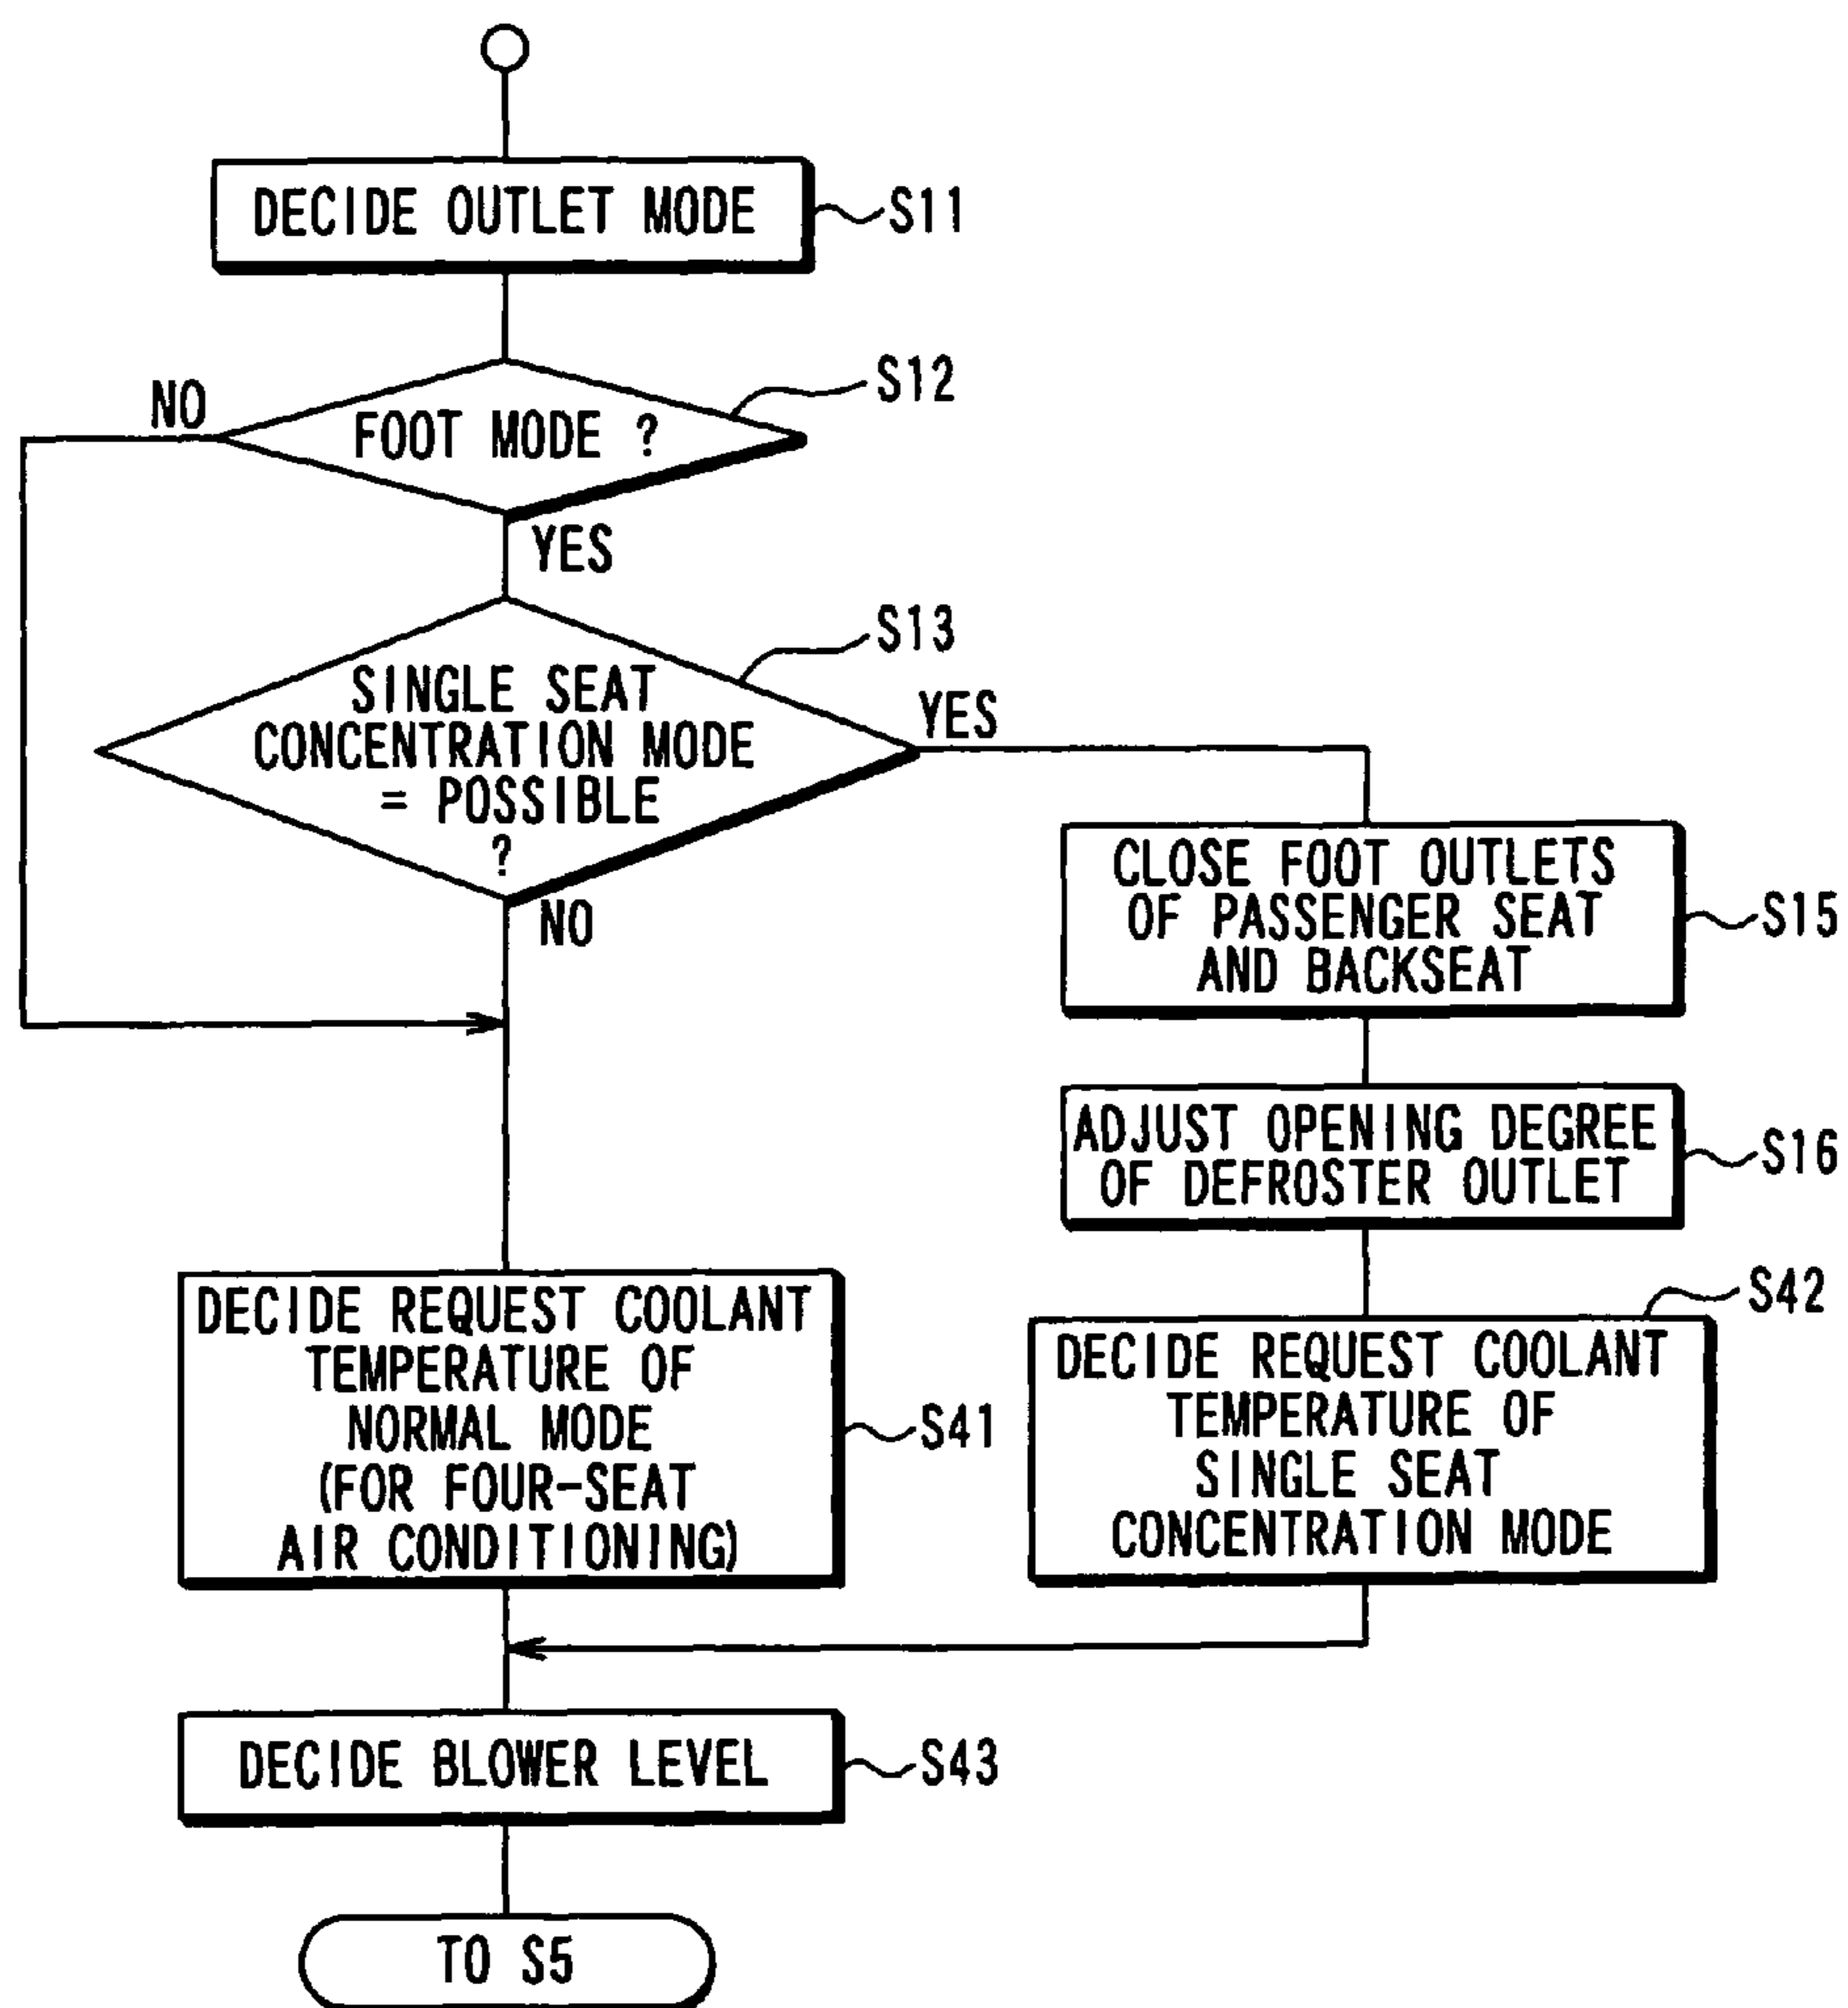 DECIDE OUTLET MODE
S11
S12
NO
FOOT MODE ?
YES
S13
SINGLE SEAT
CONCENTRATION MODE
= POSSIBLE
?
YES
NO
CLOSE FOOT OUTLETS
OF PASSENGER SEAT
AND BACKSEAT
S15
ADJUST OPENING DEGREE
OF DEFROSTER OUTLET
S16
DECIDE REQUEST COOLANT
TEMPERATURE OF
NORMAL MODE
(FOR FOUR-SEAT
AIR CONDITIONING)
S41
S42
DECIDE REQUEST COOLANT
TEMPERATURE OF
SINGLE SEAT
CONCENTRATION MODE
DECIDE BLOWER LEVEL
S43
TO S5